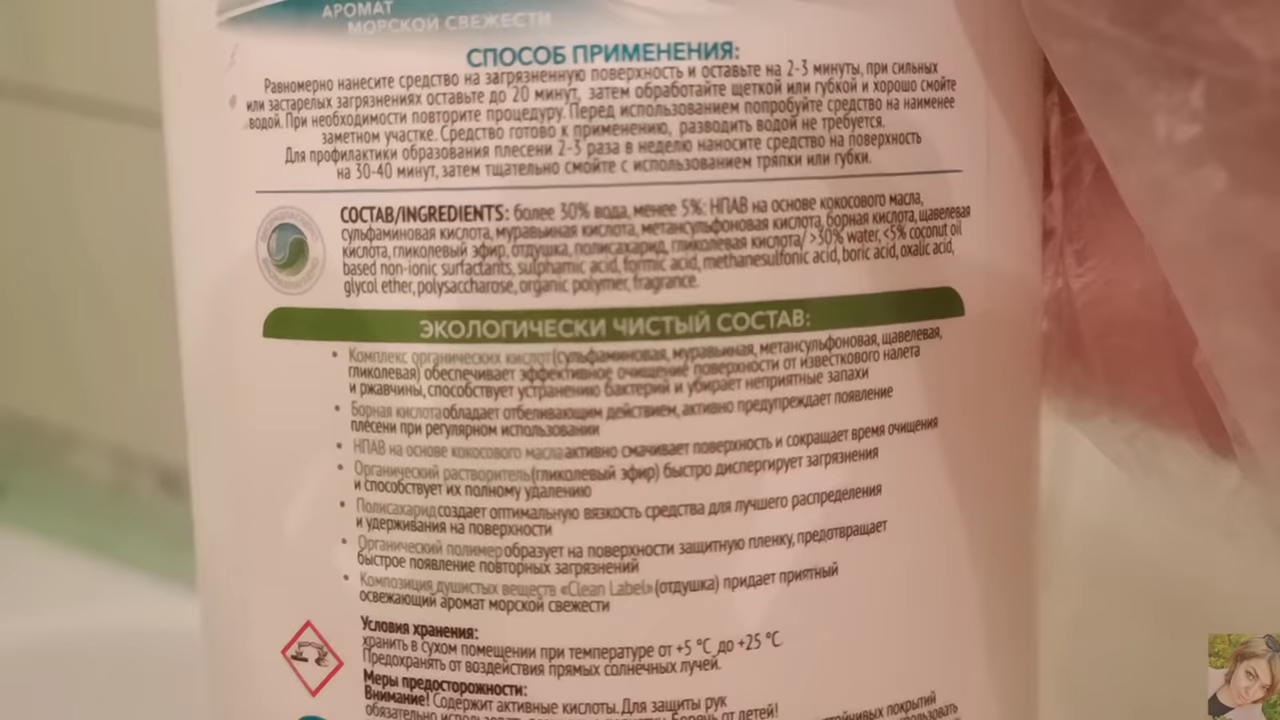 АРОМАТ
МОРСКОЙ СВЕЖЕСТИ
СПОСОБ ПРИМЕНЕНИЯ:
Равномерно нанесите средство на загрязненную поверхность и оставьте на 2-3 минуты, при сильных
или застарелых загрязнениях оставьте до 20 минут, затем обработайте щеткой или губкой и хорошо смойте
водой. При необходимости повторите процедуру. Перед использованием попробуйте средство на наименее
заметном участке. Средство готово к применению, разводить водой не требуется.
Для профилактики образования плесени 2-3 раза в неделю наносите средство на поверхность
на 30-40 минут, затем тщательно смойте с использованием тряпки или губки.
СОСТАВ/INGREDIENTS: более 30% вода, менее 5%: НПАВ на основе кокосового масла,
сульфаминовая кислота, муравьиная кислота, метансульфоновая кислота, борная кислота, щавелевая
кислота, гликолевый эфир, отдушка, полисахарид, гликолевая кислота/ >30% water, <5% coconut oil
based non-ionic surfactants, sulphamic acid, formic acid, methanesulfonic acid, boric acid, oxalic acid,
glycol ether, polysaccharose, organic polymer, fragrance.
ЭКОЛОГИЧЕСКИ ЧИСТЫЙ СОСТАВ:
• Комплекс органических кислот (сульфаминовая, муравьиная, метансульфоновая, щавелевая,
гликолевая) обеспечивает эффективное очищение поверхности от известкового налета
и ржавчины, способствует устранению бактерий и убирает неприятные запахи
• Борная кислота обладает отбеливающим действием, активно предупреждает появление
плесени при регулярном использовании
• НПАВ на основе кокосового масла активно смачивает поверхность и сокращает время очищения
• Органический растворитель (гликолевый эфир) быстро диспергирует загрязнения
и способствует их полному удалению
• Полисахарид создает оптимальную вязкость средства для лучшего распределения
и удерживания на поверхности
• Органический полимер образует на поверхности защитную пленку, предотвращает
быстрое появление повторных загрязнений
• Композиция душистых веществ «Clean Label» (отдушка) придает приятный
освежающий аромат морской свежести
Условия хранения:
хранить в сухом помещении при температуре от +5 °С до +25 °С
Предохранять от воздействия прямых солнечных лучей.
Меры предосторожности:
Внимание! Содержит активные кислоты. Для защиты рук
обязательно от детей! покрытий